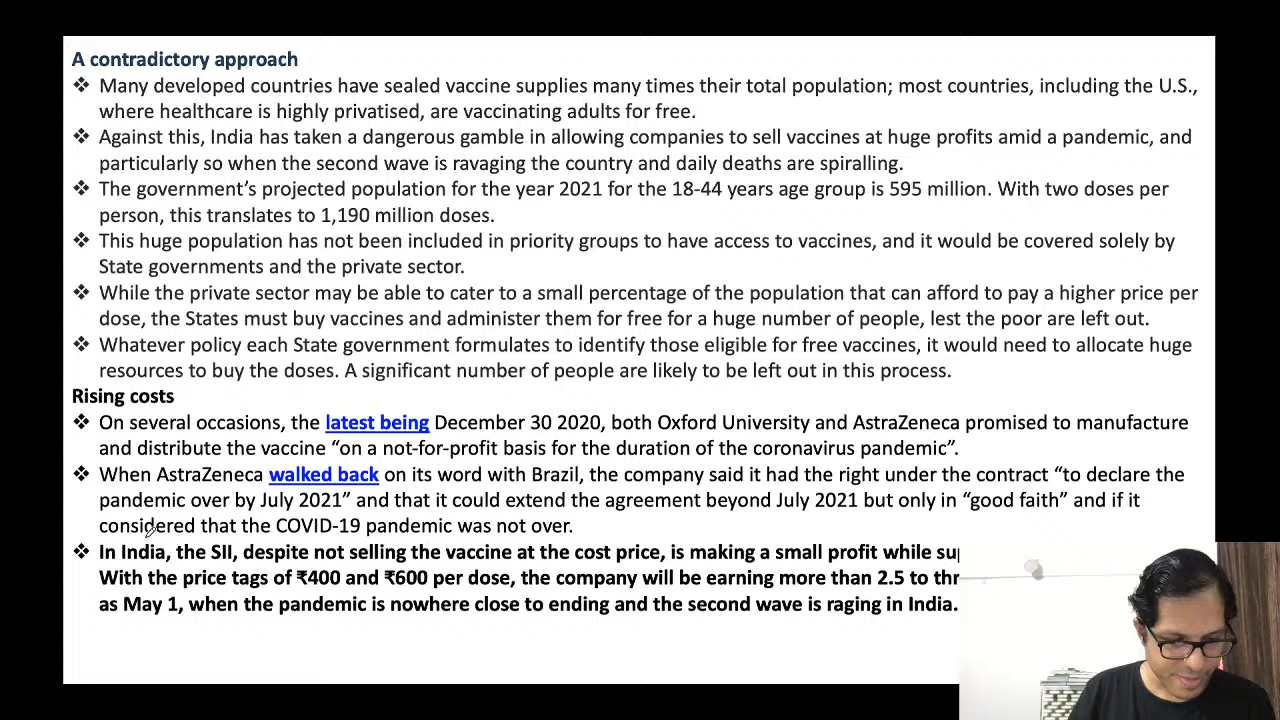 A contradictory approach
❖ Many developed countries have sealed vaccine supplies many times their total population; most countries, including the U.S.,
where healthcare is highly privatised, are vaccinating adults for free.
❖ Against this, India has taken a dangerous gamble in allowing companies to sell vaccines at huge profits amid a pandemic, and
particularly so when the second wave is ravaging the country and daily deaths are spiralling.
❖ The government’s projected population for the year 2021 for the 18-44 years age group is 595 million. With two doses per
person, this translates to 1,190 million doses.
❖ This huge population has not been included in priority groups to have access to vaccines, and it would be covered solely by
State governments and the private sector.
❖ While the private sector may be able to cater to a small percentage of the population that can afford to pay a higher price per
dose, the States must buy vaccines and administer them for free for a huge number of people, lest the poor are left out.
❖ Whatever policy each State government formulates to identify those eligible for free vaccines, it would need to allocate huge
resources to buy the doses. A significant number of people are likely to be left out in this process.
Rising costs
❖ On several occasions, the latest being December 30 2020, both Oxford University and AstraZeneca promised to manufacture
and distribute the vaccine “on a not-for-profit basis for the duration of the coronavirus pandemic”.
❖ When AstraZeneca walked back on its word with Brazil, the company said it had the right under the contract “to declare the
pandemic over by July 2021” and that it could extend the agreement beyond July 2021 but only in “good faith” and if it
considered that the COVID-19 pandemic was not over.
❖ In India, the SII, despite not selling the vaccine at the cost price, is making a small profit while
With the price tags of ₹400 and ₹600 per dose, the company will be earning more than 2.5 to
as May 1, when the pandemic is nowhere close to ending and the second wave is raging in India.